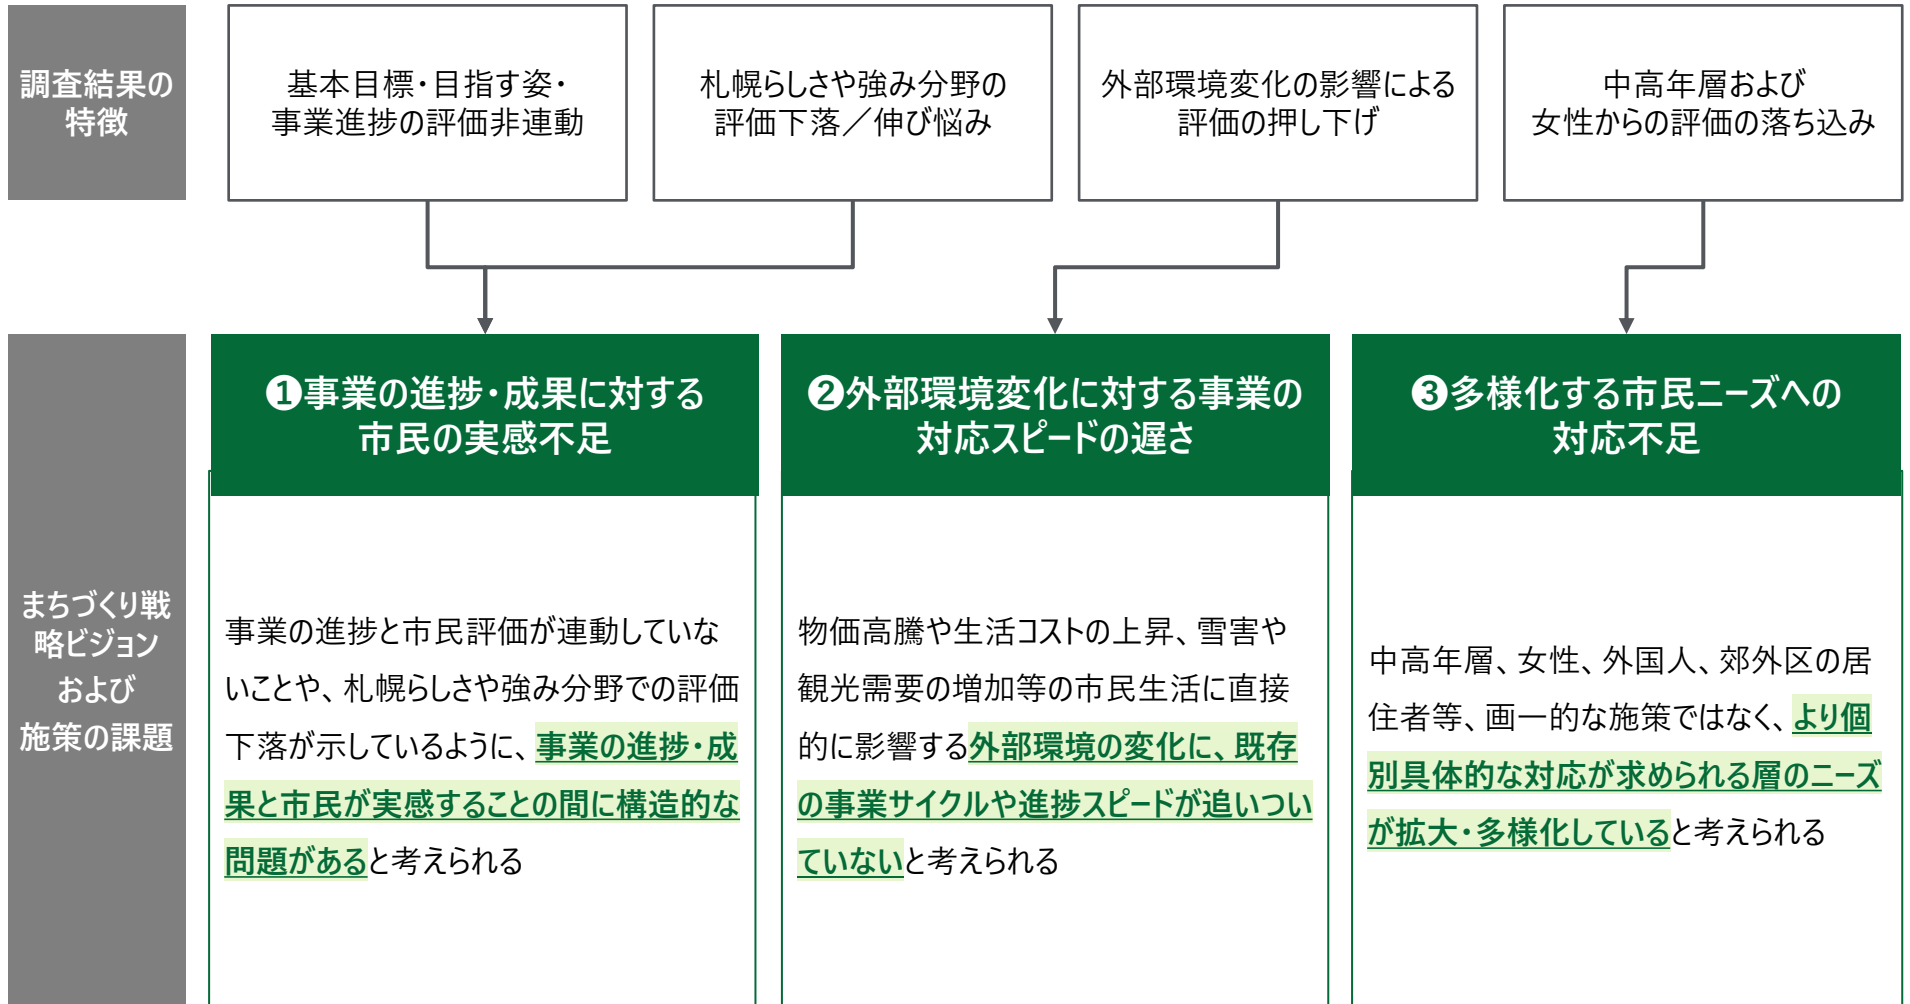 調査結果の
特徴
基本目標・目指す姿・
事業進捗の評価非連動
札幌らしさや強み分野の
評価下落／伸び悩み
外部環境変化の影響による
評価の押し下げ
中高年層および
女性からの評価の落ち込み
まちづくり戦
略ビジョン
および
施策の課題
❶事業の進捗・成果に対する
市民の実感不足
事業の進捗と市民評価が連動していな
いことや、札幌らしさや強み分野での評価
下落が示しているように、事業の進捗・成
果と市民が実感することの間に構造的な
問題があると考えられる
❷外部環境変化に対する事業の
対応スピードの遅さ
物価高騰や生活コストの上昇、雪害や
観光需要の増加等の市民生活に直接
的に影響する外部環境の変化に、既存
の事業サイクルや進捗スピードが追いつい
ていないと考えられる
❸多様化する市民ニーズへの
対応不足
中高年層、女性、外国人、郊外区の居
住者等、画一的な施策ではなく、より個
別具体的な対応が求められる層のニーズ
が拡大・多様化していると考えられる